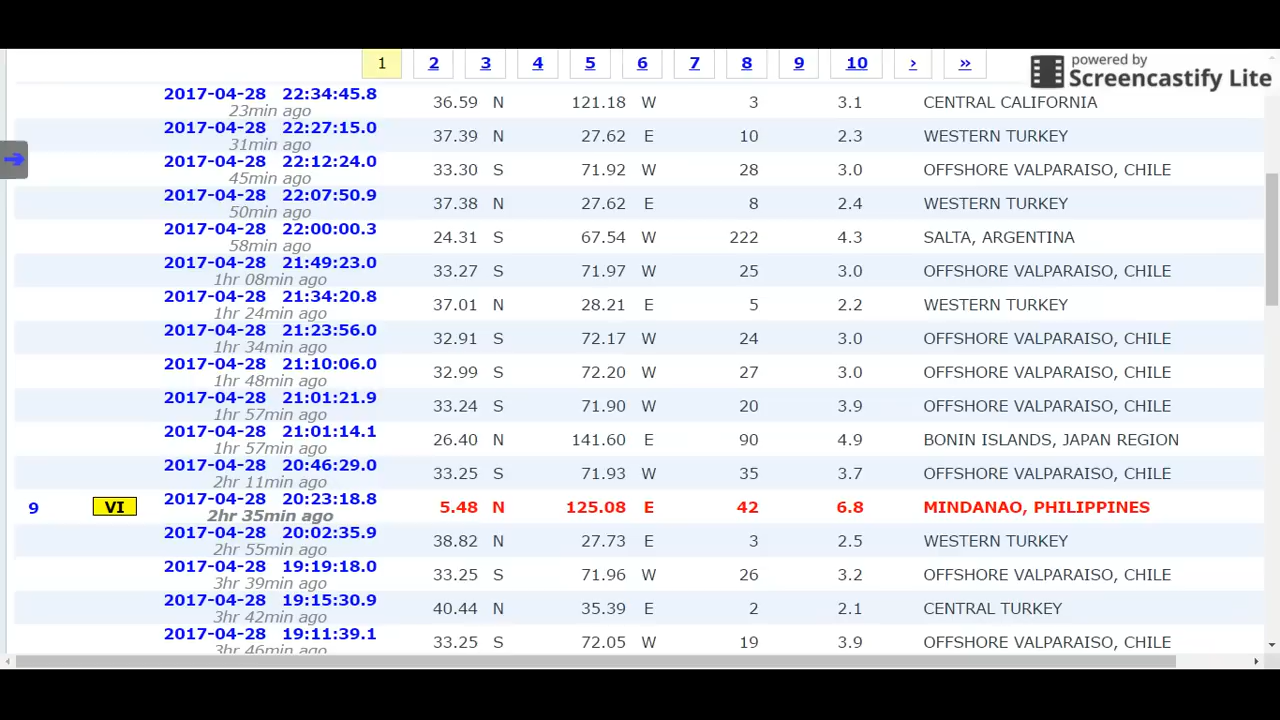 1 2 3 4 5 6 7 8 9 10 › »
powered by
Screencastify Lite
2017-04-28 22:34:45.8 36.59 N 121.18 W 3 3.1 CENTRAL CALIFORNIA
23min ago
2017-04-28 22:27:15.0 37.39 N 27.62 E 10 2.3 WESTERN TURKEY
31min ago
2017-04-28 22:12:24.0 33.30 S 71.92 W 28 3.0 OFFSHORE VALPARAISO, CHILE
45min ago
2017-04-28 22:07:50.9 37.38 N 27.62 E 8 2.4 WESTERN TURKEY
50min ago
2017-04-28 22:00:00.3 24.31 S 67.54 W 222 4.3 SALTA, ARGENTINA
58min ago
2017-04-28 21:49:23.0 33.27 S 71.97 W 25 3.0 OFFSHORE VALPARAISO, CHILE
1hr 08min ago
2017-04-28 21:34:20.8 37.01 N 28.21 E 5 2.2 WESTERN TURKEY
1hr 24min ago
2017-04-28 21:23:56.0 32.91 S 72.17 W 24 3.0 OFFSHORE VALPARAISO, CHILE
1hr 34min ago
2017-04-28 21:10:06.0 32.99 S 72.20 W 27 3.0 OFFSHORE VALPARAISO, CHILE
1hr 48min ago
2017-04-28 21:01:21.9 33.24 S 71.90 W 20 3.9 OFFSHORE VALPARAISO, CHILE
1hr 57min ago
2017-04-28 21:01:14.1 26.40 N 141.60 E 90 4.9 BONIN ISLANDS, JAPAN REGION
1hr 57min ago
2017-04-28 20:46:29.0 33.25 S 71.93 W 35 3.7 OFFSHORE VALPARAISO, CHILE
2hr 11min ago
9 VI 2017-04-28 20:23:18.8 5.48 N 125.08 E 42 6.8 MINDANAO, PHILIPPINES
2hr 35min ago
2017-04-28 20:02:35.9 38.82 N 27.73 E 3 2.5 WESTERN TURKEY
2hr 55min ago
2017-04-28 19:19:18.0 33.25 S 71.96 W 26 3.2 OFFSHORE VALPARAISO, CHILE
3hr 39min ago
2017-04-28 19:15:30.9 40.44 N 35.39 E 2 2.1 CENTRAL TURKEY
3hr 42min ago
2017-04-28 19:11:39.1 33.25 S 72.05 W 19 3.9 OFFSHORE VALPARAISO, CHILE
3hr 46min ago